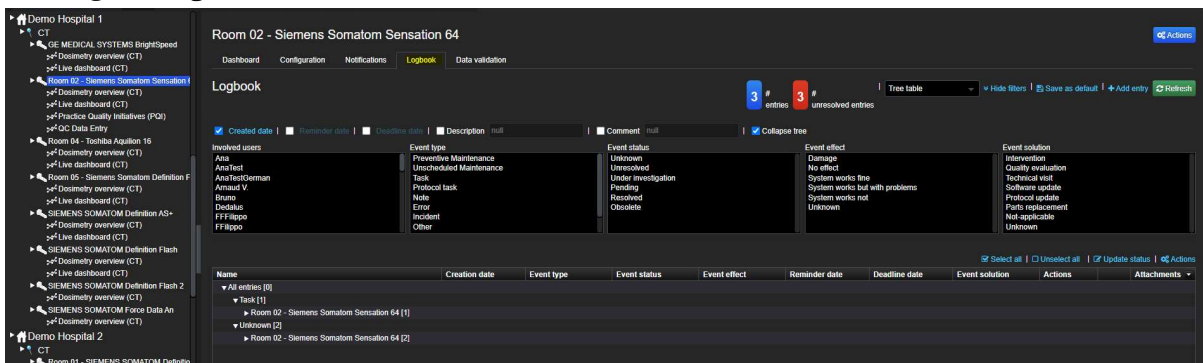 Demo Hospital 1
CT
GE MEDICAL SYSTEMS BrightSpeed
Dosimetry overview (CT)
Live dashboard (CT)
Room 02 - Siemens Somatom Sensation 6
Dosimetry overview (CT)
Live dashboard (CT)
Practice Quality Initiatives (PQI)
QC Data Entry
Room 04 - Toshiba Aquilion 16
Dosimetry overview (CT)
Live dashboard (CT)
Room 05 - Siemens Somatom Definition F
Dosimetry overview (CT)
Live dashboard (CT)
SIEMENS SOMATOM Definition AS+
Dosimetry overview (CT)
Live dashboard (CT)
SIEMENS SOMATOM Definition Flash
Dosimetry overview (CT)
Live dashboard (CT)
SIEMENS SOMATOM Definition Flash 2
Dosimetry overview (CT)
SIEMENS SOMATOM Force Data An
Dosimetry overview (CT)
Demo Hospital 2
CT
Room 01 - SIEMENS SOMATOM Definitio
Room 02 - Siemens Somatom Sensation 64
Actions
Dashboard Configuration Notifications Logbook Data validation
Logbook
3 # entries 3 # unresolved entries | Tree table Hide filters | Save as default | +Add entry Refresh
Created date | Reminder date | Deadline date | Description null | Comment null | Collapse tree
Involved users
Ana
AnaTest
AnaTestGerman
Arnaud V.
Bruno
Dedalus
FFFilippo
FFilippo
Event type
Preventive Maintenance
Unscheduled Maintenance
Task
Protocol task
Note
Error
Incident
Other
Event status
Unknown
Unresolved
Under investigation
Pending
Resolved
Obsolete
Event effect
Damage
No effect
System works fine
System works but with problems
System works not
Unknown
Event solution
Intervention
Quality evaluation
Technical visit
Software update
Protocol update
Parts replacement
Not-applicable
Unknown
Select all | Unselect all | Update status | Actions
Name Creation date Event type Event status Event effect Reminder date Deadline date Event solution Actions Attachments
All entries [0]
Task [1]
Room 02 - Siemens Somatom Sensation 64 [1]
Unknown [2]
Room 02 - Siemens Somatom Sensation 64 [2]